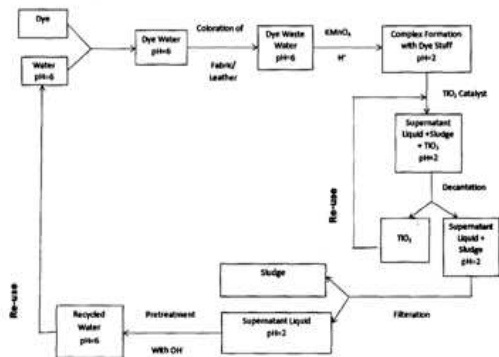 Dye
Water
pH=6
Dye Water
pH=6
Coloration of
Fabric/
Leather
Dye Waste
Water
pH=6
KMnO₄
H⁺
Complex Formation
with Dye Stuff
pH=2
TiO₂ Catalyst
Supernatant
Liquid +Sludge
+ TiO₂
pH=2
Decantation
Re-use
TiO₂
Supernatant
Liquid +
Sludge
pH=2
Filteration
Sludge
Supernatant Liquid
pH=2
Pretreatment
With OH
Recycled
Water
pH=6
Re-use